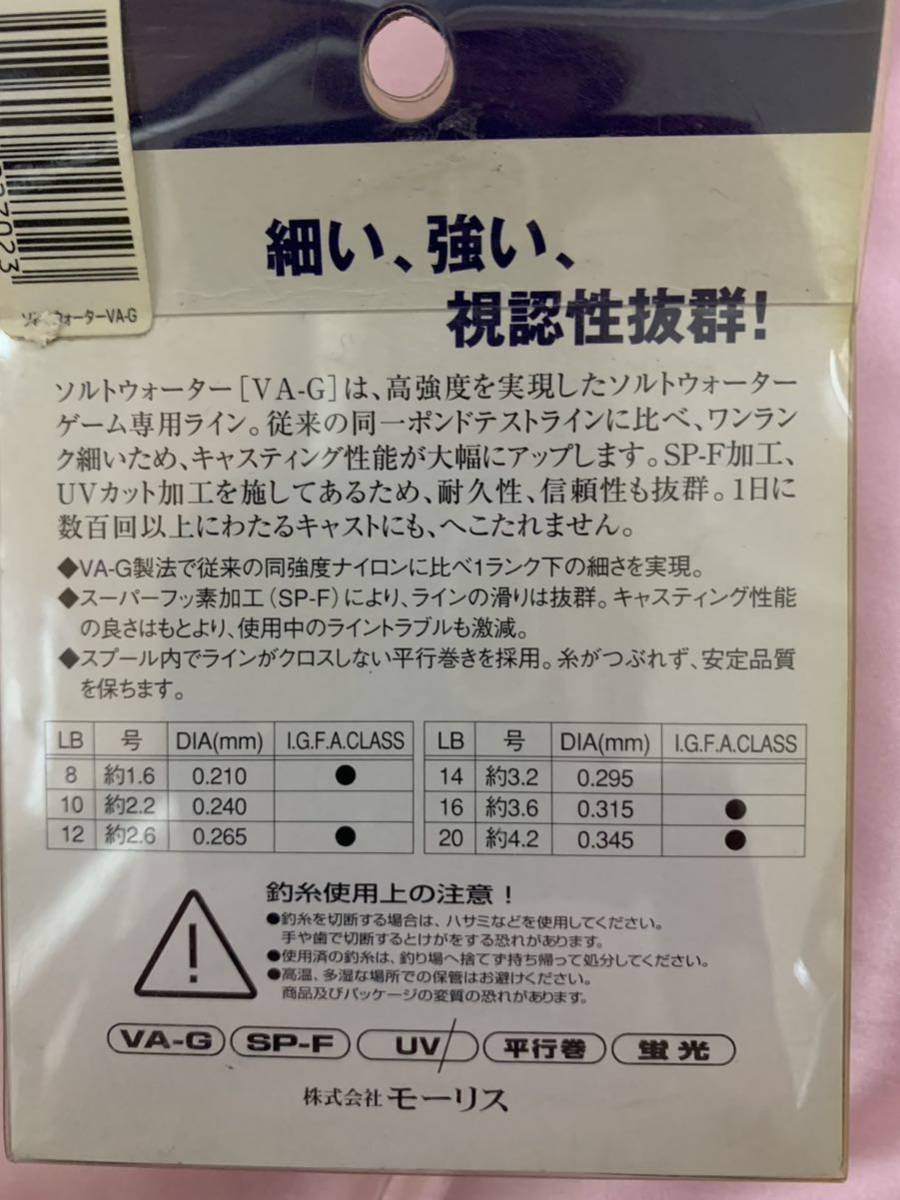 237023
ソルトウォーターVA-G
細い、強い、
視認性抜群!
ソルトウォーター[VA-G]は、高強度を実現したソルトウォーター
ゲーム専用ライン。従来の同一ポンドテストラインに比べ、ワンラン
ク細いため、キャスティング性能が大幅にアップします。SP-F加工、
UVカット加工を施してあるため、耐久性、信頼性も抜群。1日に
数百回以上にわたるキャストにも、へこたれません。
◆VA-G製法で従来の同強度ナイロンに比べ1ランク下の細さを実現。
◆スーパーフッ素加工(SP-F)により、ラインの滑りは抜群。キャスティング性能
の良さはもとより、使用中のライントラブルも激減。
◆スプール内でラインがクロスしない平行巻きを採用。糸がつぶれず、安定品質
を保ちます。
LB 号 DIA(mm) I.G.F.A.CLASS
8 約1.6 0.210 ●
10 約2.2 0.240
12 約2.6 0.265 ●
LB 号 DIA(mm) I.G.F.A.CLASS
14 約3.2 0.295
16 約3.6 0.315 ●
20 約4.2 0.345 ●
釣糸使用上の注意!
●釣糸を切断する場合は、ハサミなどを使用してください。
手や歯で切断するとけがをする恐れがあります。
●使用済の釣糸は、釣り場へ捨てず持ち帰って処分してください。
●高温、多湿な場所での保管はお避けください。
商品及びパッケージの変質の恐れがあります。
VA-G SP-F UV 平行巻 蛍光
株式会社モーリス